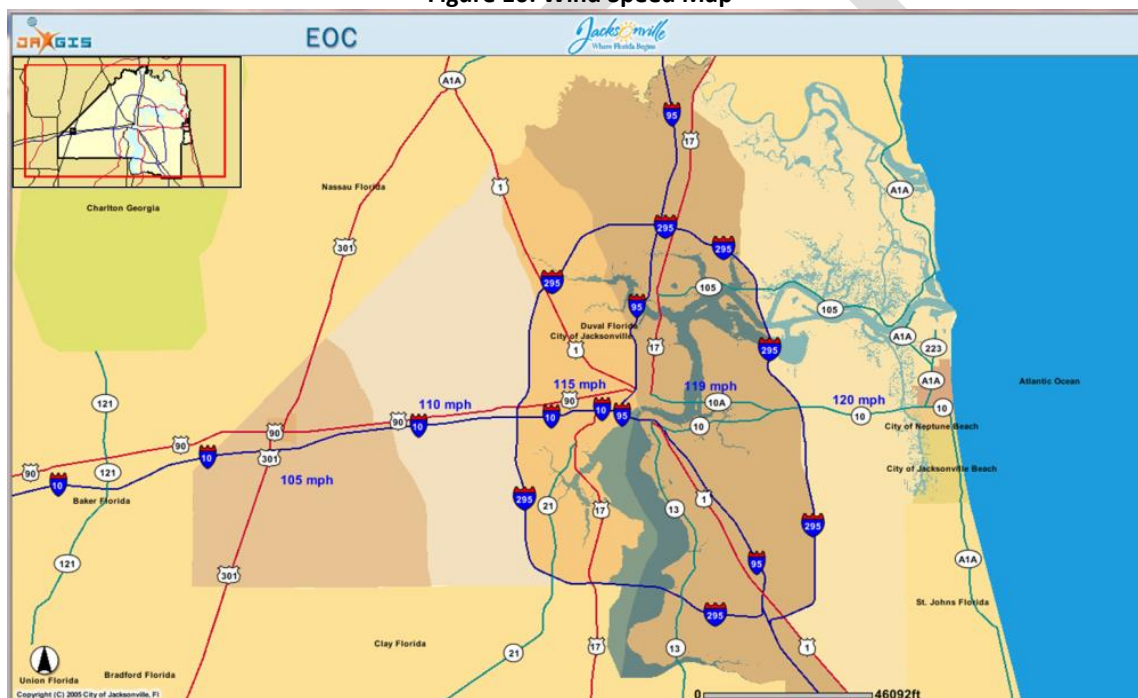 Figure 10. Wind Speed Map
JAXGIS
EOC
Jacksonville
Where Florida Begins
A1A
95
17
1
Nassau Florida
A1A
Charlton Georgia
301
295
295
295
105
95
105
Duval Florida
City of Jacksonville
A1A
223
1
17
295
A1A
Atlantic Ocean
115 mph
119 mph
120 mph
110 mph
121
90
10A
10
10
10
95
10
10
90
10
City of Neptune Beach
90
90
301
10
105 mph
City of Jacksonville Beach
90
121
10
Baker Florida
295
21
17
13
1
295
121
95
A1A
301
St. Johns Florida
295
Clay Florida
21
17
13
1
Bradford Florida
Union Florida
Copyright (C) 2005 City of Jacksonville, Fl
0
46092ft